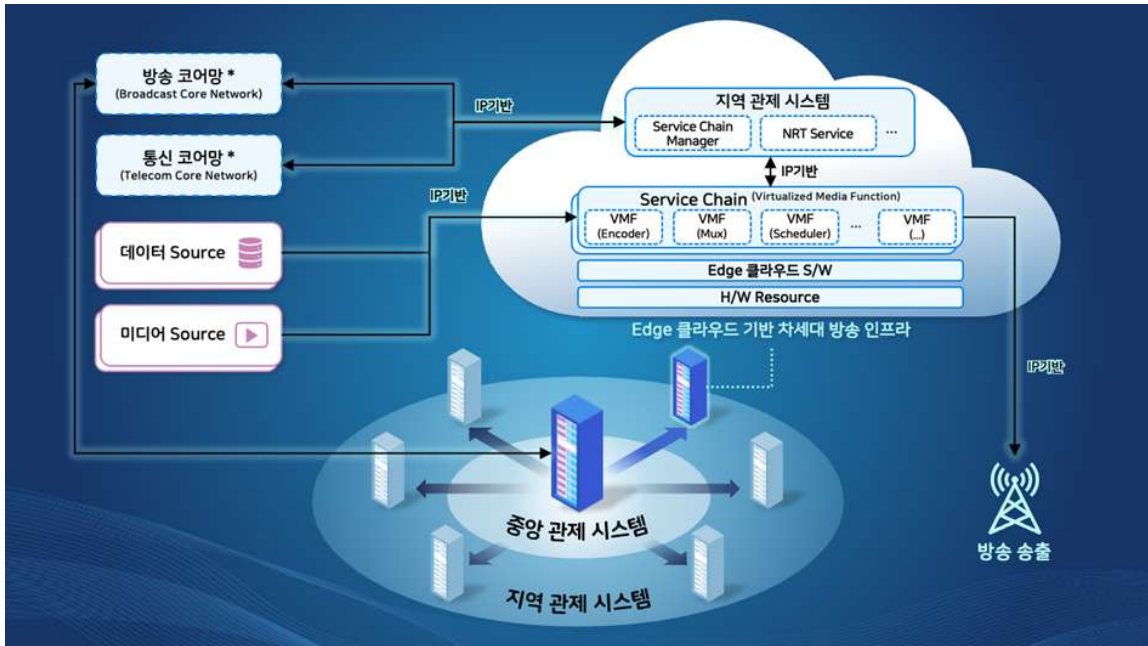 방송 코어망 *
(Broadcast Core Network)
통신 코어망 *
(Telecom Core Network)
데이터 Source
미디어 Source
IP기반
IP기반
지역 관제 시스템
Service Chain
Manager
NRT Service
...
IP기반
Service Chain (Virtualized Media Function)
VMF
(Encoder)
VMF
(Mux)
VMF
(Scheduler)
...
VMF
(...)
Edge 클라우드 S/W
H/W Resource
Edge 클라우드 기반 차세대 방송 인프라
IP기반
중앙 관제 시스템
지역 관제 시스템
방송 송출